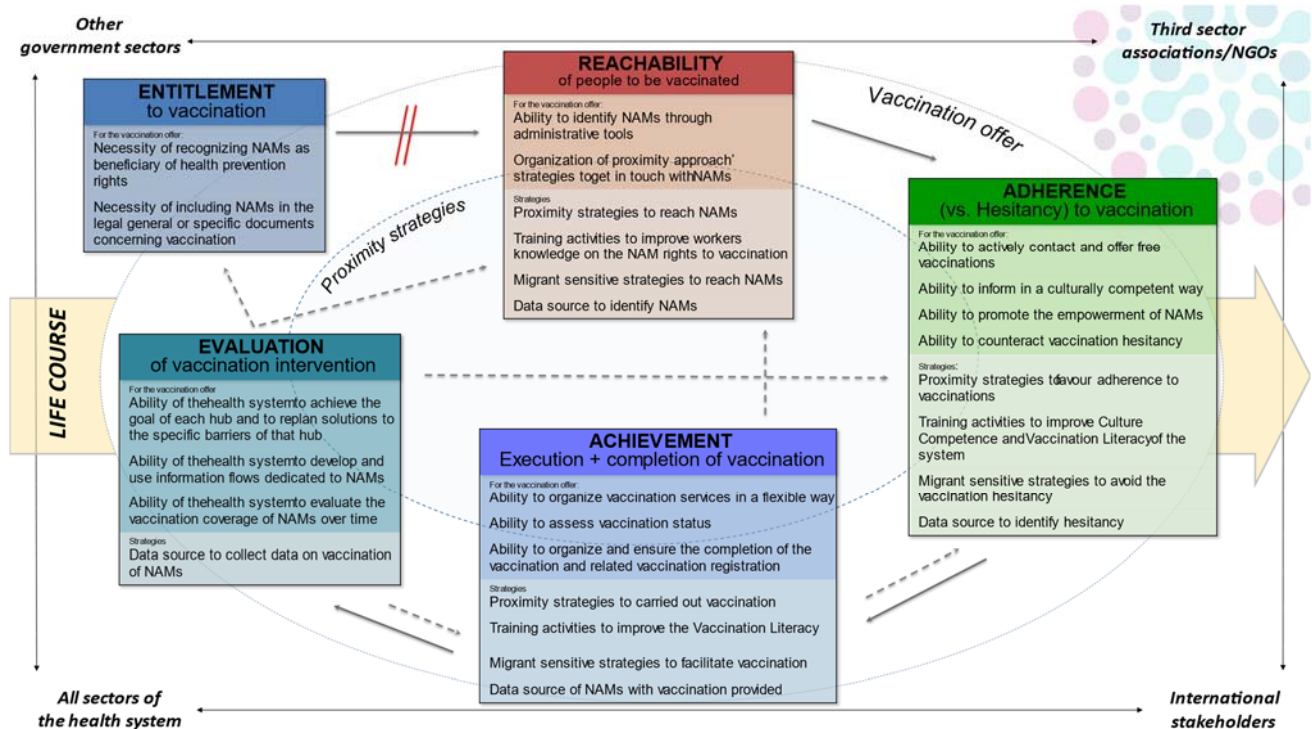 Other
government sectors
Third sector
associations/NGOs
ENTITLEMENT
to vaccination
For the vaccination offer:
Necessity of recognizing NAMs as
beneficiary of health prevention
rights
Necessity of including NAMs in the
legal general or specific documents
concerning vaccination
REACHABILITY
of people to be vaccinated
For the vaccination offer:
Ability to identify NAMs through
administrative tools
Organization of proximity approach'
strategies toget in touch withNAMs
Strategies
Proximity strategies to reach NAMs
Training activities to improve workers
knowledge on the NAM rights to vaccination
Migrant sensitive strategies to reach NAMs
Data source to identify NAMs
Vaccination offer
Proximity strategies
ADHERENCE
(vs. Hesitancy) to vaccination
For the vaccination offer:
Ability to actively contact and offer free
vaccinations
Ability to inform in a culturally competent way
Ability to promote the empowerment of NAMs
Ability to counteract vaccination hesitancy
Strategies:
Proximity strategies tofavour adherence to
vaccinations
Training activities to improve Culture
Competence andVaccination Literacyof the
system
Migrant sensitive strategies to avoid the
vaccination hesitancy
Data source to identify hesitancy
LIFE COURSE
EVALUATION
of vaccination intervention
For the vaccination offer
Ability of thehealth systemto achieve the
goal of each hub and to replan solutions to
the specific barriers of that hub
Ability of thehealth systemto develop and
use information flows dedicated to NAMs
Ability of thehealth systemto evaluate the
vaccination coverage of NAMs over time
Strategies
Data source to collect data on vaccination
of NAMs
ACHIEVEMENT
Execution + completion of vaccination
For the vaccination offer:
Ability to organize vaccination services in a flexible way
Ability to assess vaccination status
Ability to organize and ensure the completion of the
vaccination and related vaccination registration
Strategies
Proximity strategies to carried out vaccination
Training activities to improve the Vaccination Literacy
Migrant sensitive strategies to facilitate vaccination
Data source of NAMs with vaccination provided
All sectors of
the health system
International
stakeholders